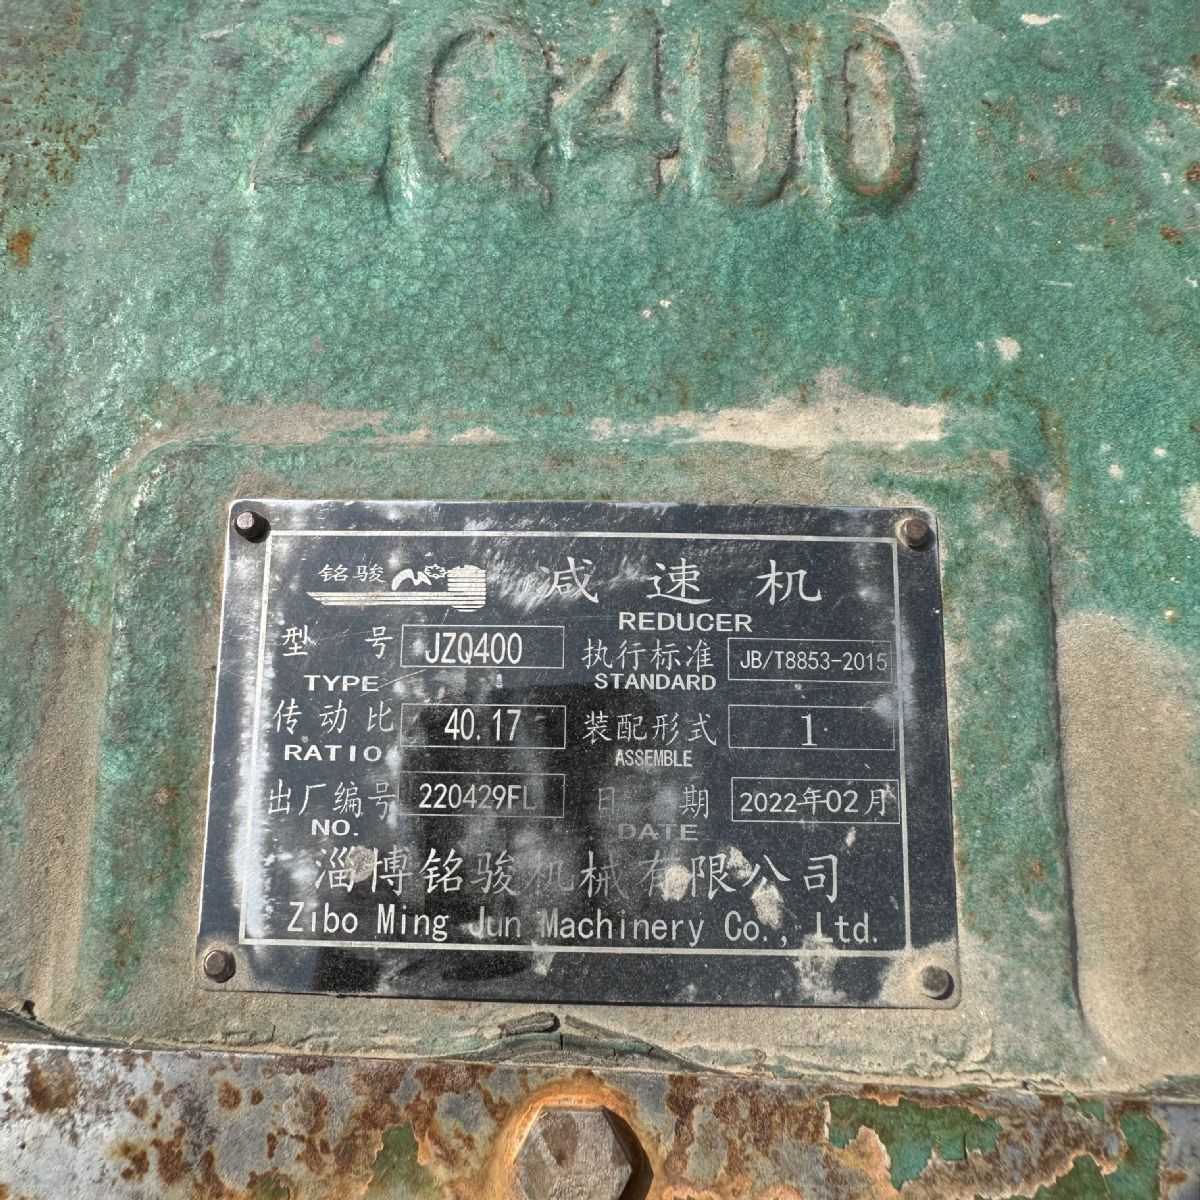 ZQ400
铭骏 减速机
REDUCER
型号 JZQ400 执行标准 JB/T8853-2015
TYPE STANDARD
传动比 40.17 装配形式 1
RATIO ASSEMBLE
出厂编号 220429FL 日期 2022年02月
NO. DATE
淄博铭骏机械有限公司
Zibo Ming Jun Machinery Co., Ltd.